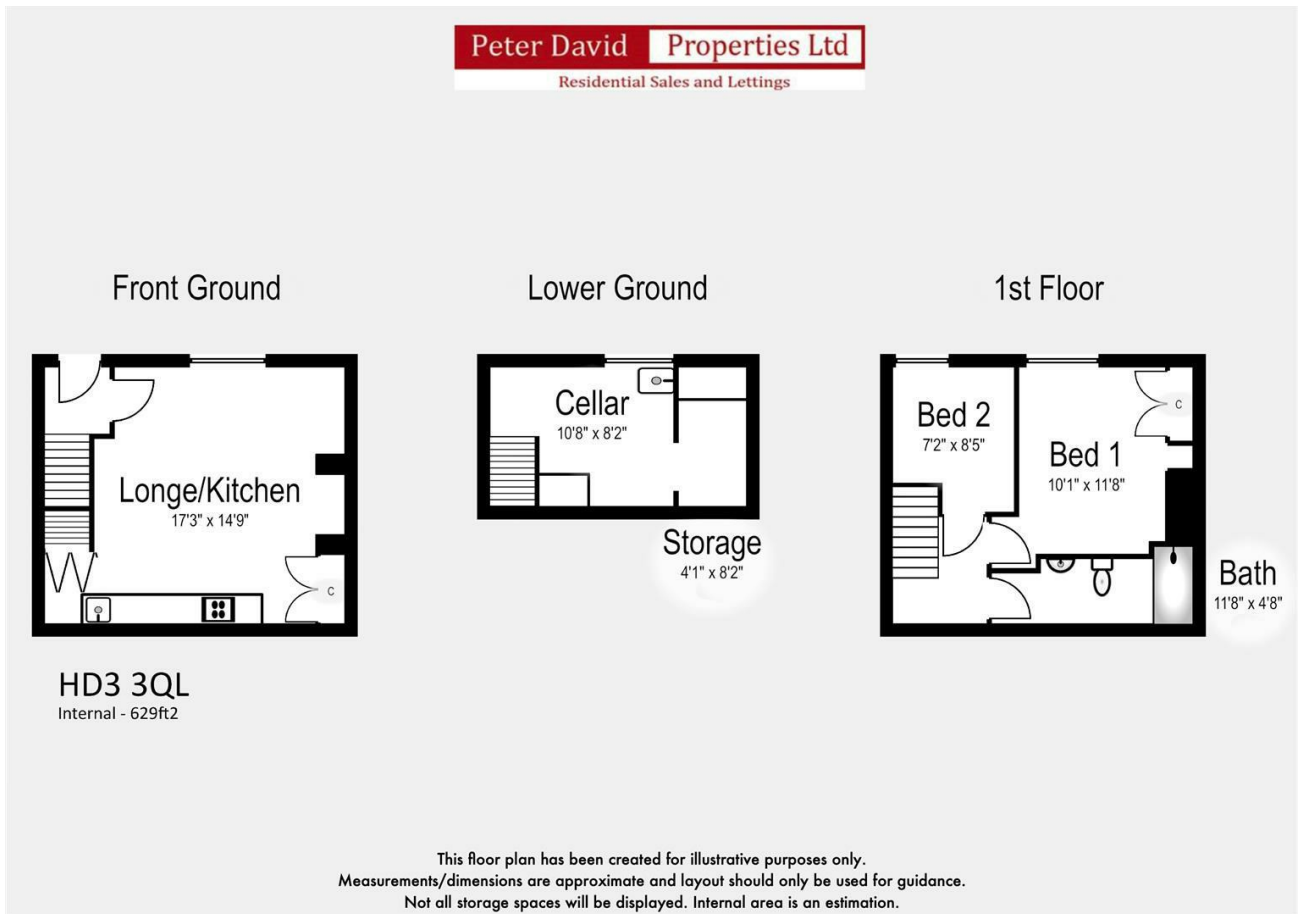 Peter David Properties Ltd
Residential Sales and Lettings
Front Ground
Lower Ground
1st Floor
Longe/Kitchen
17'3" x 14'9"
C
Cellar
10'8" x 8'2"
Storage
4'1" x 8'2"
Bed 2
7'2" x 8'5"
Bed 1
10'1" x 11'8"
C
Bath
11'8" x 4'8"
HD3 3QL
Internal - 629ft2
This floor plan has been created for illustrative purposes only.
Measurements/dimensions are approximate and layout should only be used for guidance.
Not all storage spaces will be displayed. Internal area is an estimation.